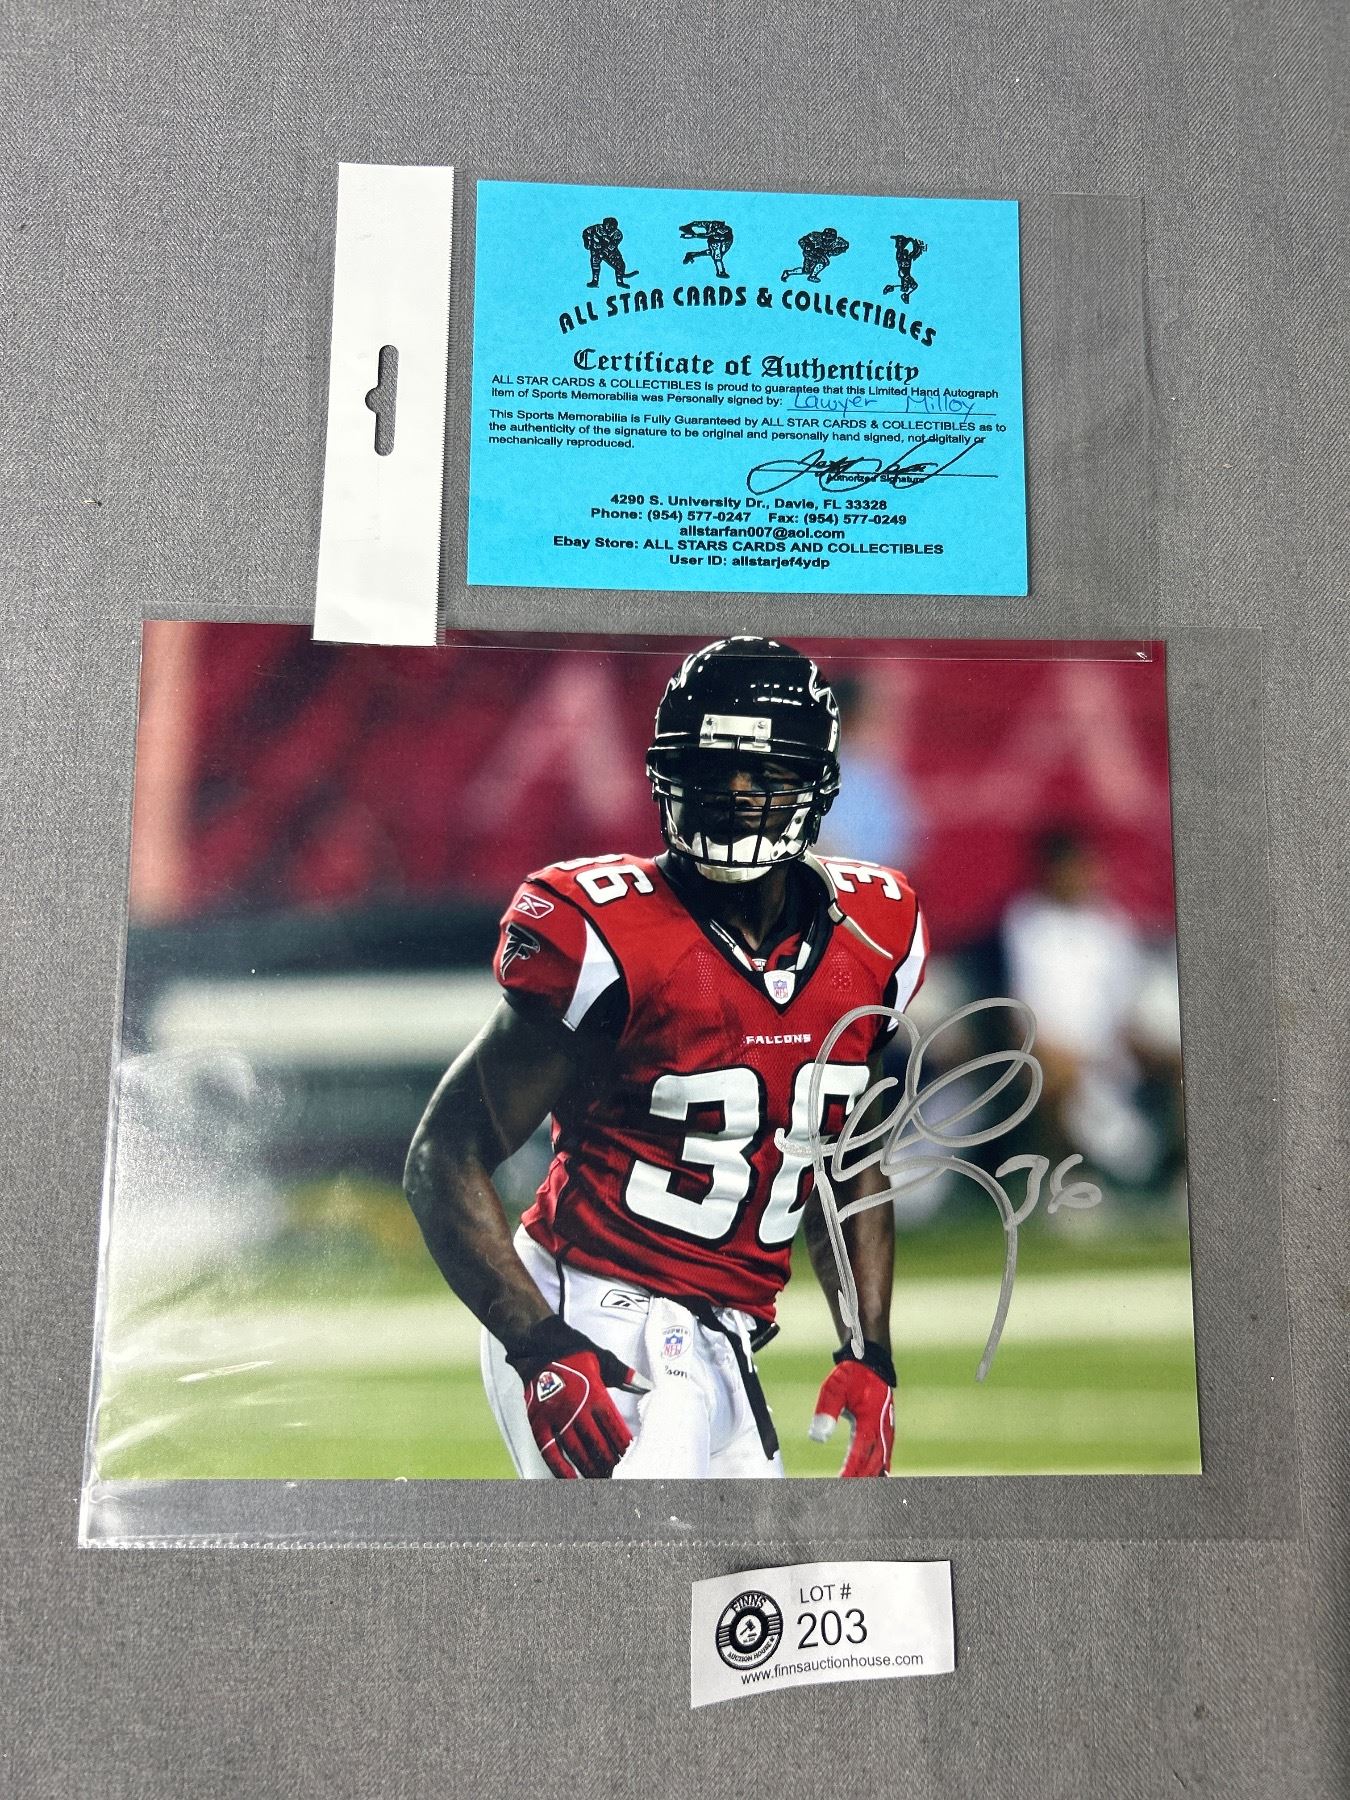 ALL STAR CARDS & COLLECTIBLES
Certificate of Authenticity
ALL STAR CARDS & COLLECTIBLES is proud to guarantee that this Limited Hand Autograph
item of Sports Memorabilia was Personally signed by: Lawyer Milloy
This Sports Memorabilia is Fully Guaranteed by ALL STAR CARDS & COLLECTIBLES as to
the authenticity of the signature to be original and personally hand signed, not digitally or
mechanically reproduced.
Authorized Signature
4290 S. University Dr., Davie, FL 33328
Phone: (954) 577-0247 Fax: (954) 577-0249
allstarfan007@aol.com
Ebay Store: ALL STARS CARDS AND COLLECTIBLES
User ID: allstarjef4ydp
36
3
NFL
FALCONS
36
36
NFL
LOT #
203
FINNS
AUCTION HOUSE
www.finnsauctionhouse.com